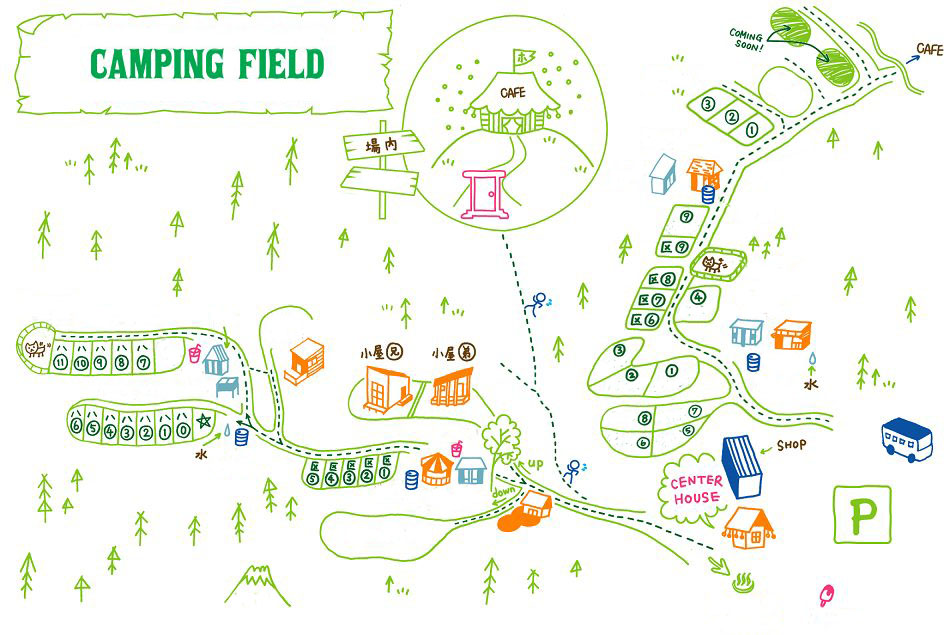 CAMPING FIELD
ホ
CAFE
場内
COMING SOON!
CAFE
③ ② ①
⑨
区⑨
区⑧
区⑦
区⑥
④
水
③
②
①
⑧
⑦
⑥
⑤
小屋兄
小屋弟
⑪ ⑩ ⑨ ⑧ ⑦
⑥ ⑤ ④ ③ ② ① ⓪
水
区 区 区 区 区
⑤ ④ ③ ② ①
up
down
SHOP
CENTER
HOUSE
P